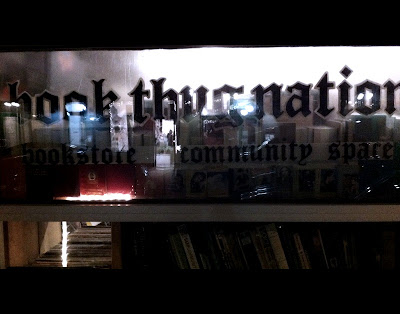 book thug nation
bookstore community space